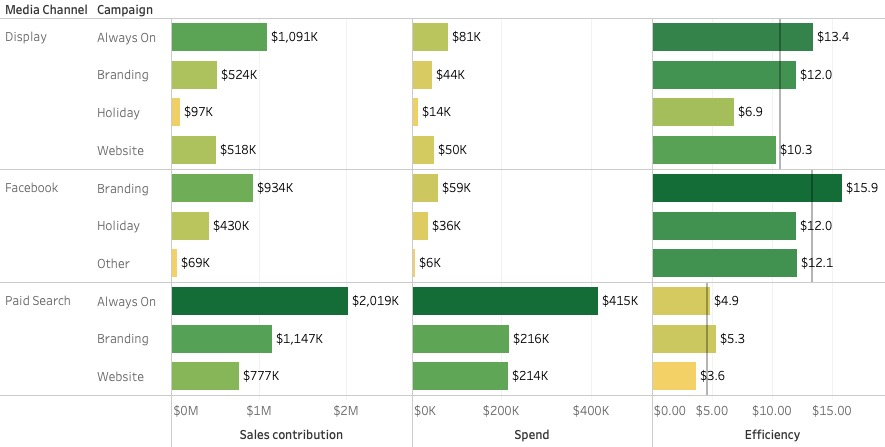 Media Channel Campaign
Display Always On $1,091K $81K $13.4
Branding $524K $44K $12.0
Holiday $97K $14K $6.9
Website $518K $50K $10.3
Facebook Branding $934K $59K $15.9
Holiday $430K $36K $12.0
Other $69K $6K $12.1
Paid Search Always On $2,019K $415K $4.9
Branding $1,147K $216K $5.3
Website $777K $214K $3.6
$0M $1M $2M $0K $200K $400K $0.00 $5.00 $10.00 $15.00
Sales contribution Spend Efficiency